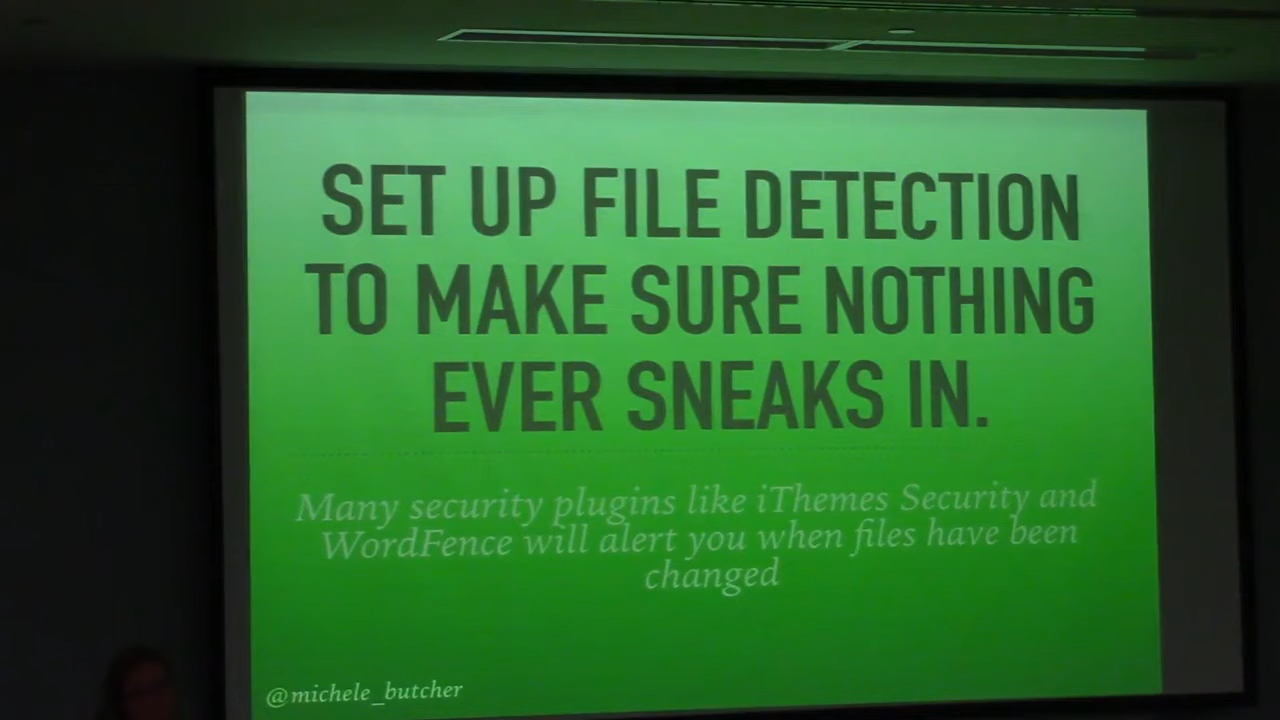 SET UP FILE DETECTION
TO MAKE SURE NOTHING
EVER SNEAKS IN.
Many security plugins like iThemes Security and
WordFence will alert you when files have been
changed
@michele_butcher